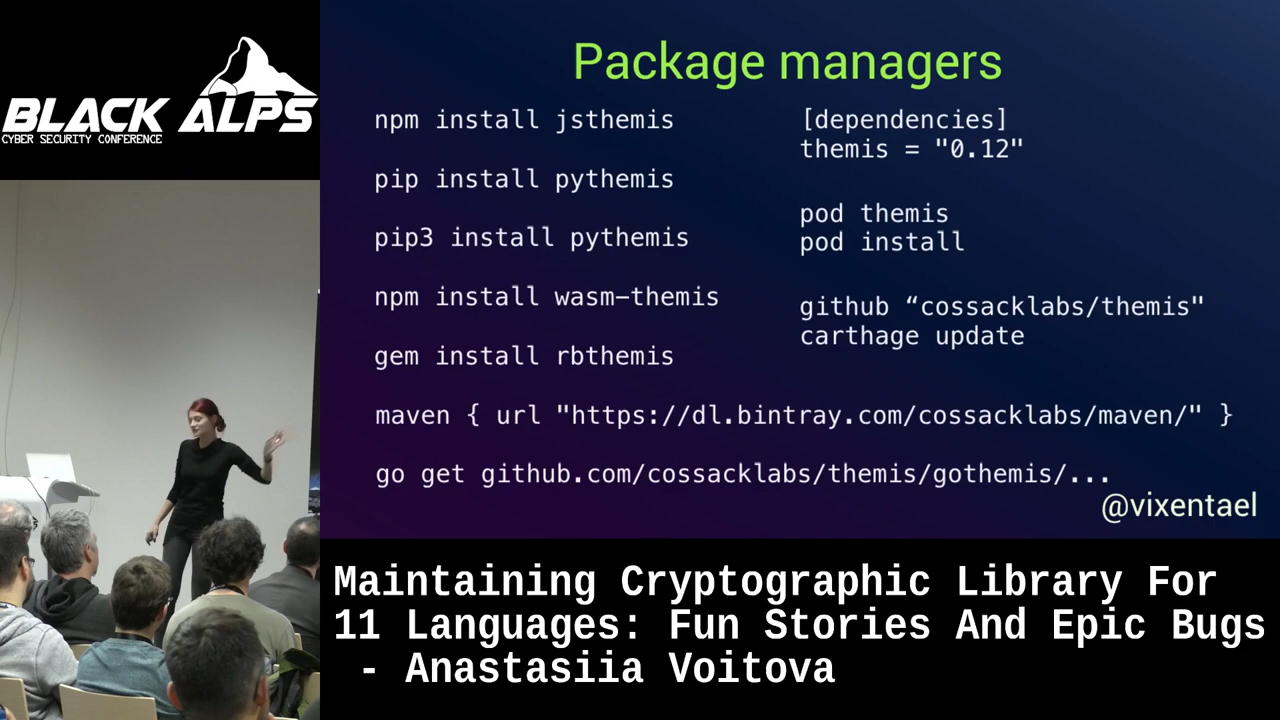 BLACK ALPS
CYBER SECURITY CONFERENCE
Package managers
npm install jsthemis
pip install pythemis
pip3 install pythemis
npm install wasm-themis
gem install rbthemis
[dependencies]
themis = "0.12"
pod themis
pod install
github “cossacklabs/themis"
carthage update
maven { url "https://dl.bintray.com/cossacklabs/maven/" }
go get github.com/cossacklabs/themis/gothemis/...
@vixentael
Maintaining Cryptographic Library For
11 Languages: Fun Stories And Epic Bugs
- Anastasiia Voitova